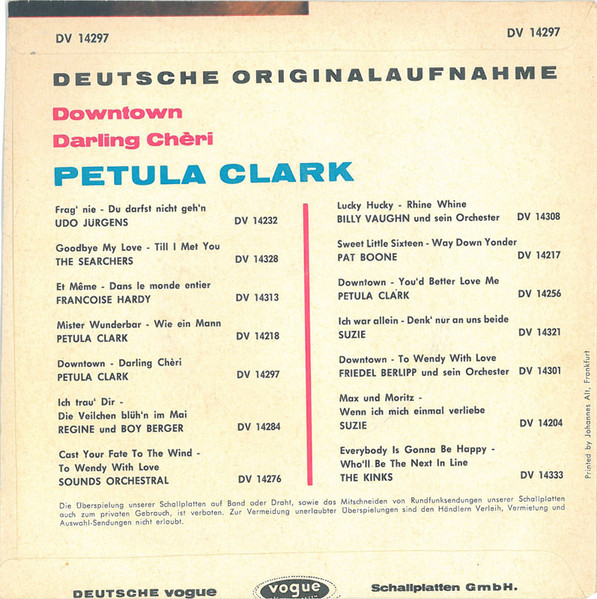 DV 14297
DV 14297
DEUTSCHE ORIGINALAUFNAHME
Downtown
Darling Chèri
PETULA CLARK
Frag' nie - Du darfst nicht geh'n
UDO JÜRGENS DV 14232
Goodbye My Love - Till I Met You
THE SEARCHERS DV 14328
Et Même - Dans le monde entier
FRANCOISE HARDY DV 14313
Mister Wunderbar - Wie ein Mann
PETULA CLARK DV 14218
Downtown - Darling Chèri
PETULA CLARK DV 14297
Ich trau' Dir -
Die Veilchen blüh'n im Mai
REGINE und BOY BERGER DV 14284
Cast Your Fate To The Wind -
To Wendy With Love
SOUNDS ORCHESTRAL DV 14276
Lucky Hucky - Rhine Whine
BILLY VAUGHN und sein Orchester DV 14308
Sweet Little Sixteen - Way Down Yonder
PAT BOONE DV 14217
Downtown - You'd Better Love Me
PETULA CLARK DV 14256
Ich war allein - Denk' nur an uns beide
SUZIE DV 14321
Downtown - To Wendy With Love
FRIEDEL BERLIPP und sein Orchester DV 14301
Max und Moritz -
Wenn ich mich einmal verliebe
SUZIE DV 14204
Everybody Is Gonna Be Happy -
Who'll Be The Next In Line
THE KINKS DV 14333
Printed by Johannes Alt, Frankfurt
Die Überspielung unserer Schallplatten auf Band oder Draht, sowie das Mitschneiden von Rundfunksendungen unserer Schallplatten
auch zum privaten Gebrauch, ist verboten. Zur Vermeidung unerlaubter Überspielungen sind den Händlern Verleih, Vermietung und
Auswahl-Sendungen nicht erlaubt.
DEUTSCHE vogue
vogue
Schallplatten GmbH.